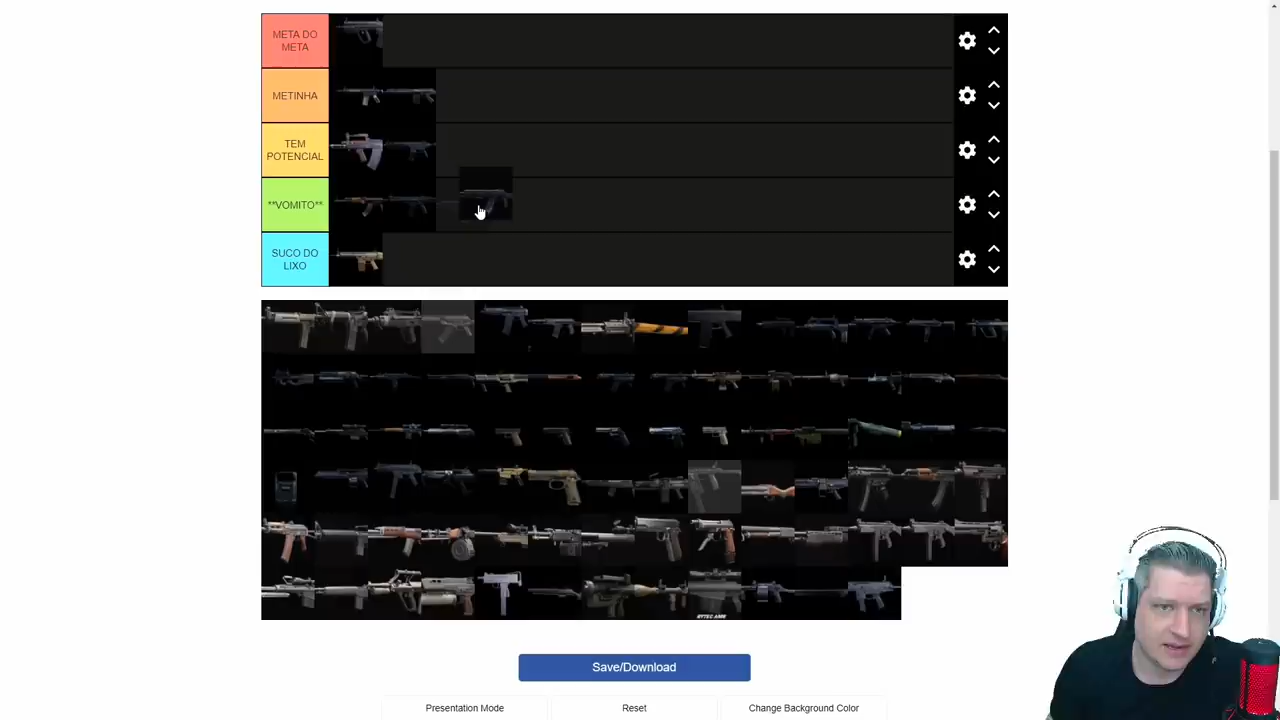 META DO
META
METINHA
TEM
POTENCIAL
**VOMITO**
SUCO DO
LIXO
Save/Download
Presentation Mode
Reset
Change Background Color